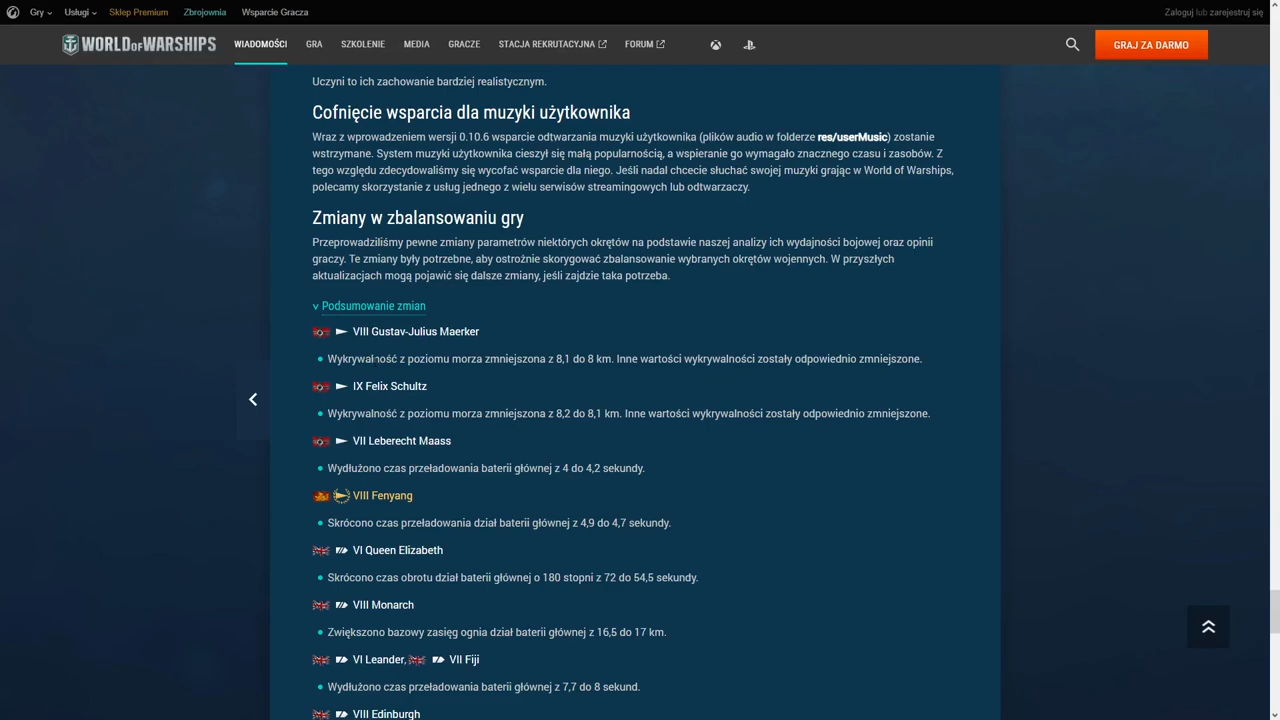 Gry Usługi Sklep Premium Zbrojownia Wsparcie Gracza Zaloguj lub zarejestruj się
WORLD OF WARSHIPS WIADOMOŚCI GRA SZKOLENIE MEDIA GRACZE STACJA REKRUTACYJNA FORUM GRAJ ZA DARMO
Uczyni to ich zachowanie bardziej realistycznym.
Cofnięcie wsparcia dla muzyki użytkownika
Wraz z wprowadzeniem wersji 0.10.6 wsparcie odtwarzania muzyki użytkownika (plików audio w folderze res/userMusic) zostanie
wstrzymane. System muzyki użytkownika cieszył się małą popularnością, a wspieranie go wymagało znacznego czasu i zasobów. Z
tego względu zdecydowaliśmy się wycofać wsparcie dla niego. Jeśli nadal chcecie słuchać swojej muzyki grając w World of Warships,
polecamy skorzystanie z usług jednego z wielu serwisów streamingowych lub odtwarzaczy.
Zmiany w zbalansowaniu gry
Przeprowadziliśmy pewne zmiany parametrów niektórych okrętów na podstawie naszej analizy ich wydajności bojowej oraz opinii
graczy. Te zmiany były potrzebne, aby ostrożnie skorygować zbalansowanie wybranych okrętów wojennych. W przyszłych
aktualizacjach mogą pojawić się dalsze zmiany, jeśli zajdzie taka potrzeba.
v Podsumowanie zmian
VIII Gustav-Julius Maerker
Wykrywalność z poziomu morza zmniejszona z 8,1 do 8 km. Inne wartości wykrywalności zostały odpowiednio zmniejszone.
IX Felix Schultz
Wykrywalność z poziomu morza zmniejszona z 8,2 do 8,1 km. Inne wartości wykrywalności zostały odpowiednio zmniejszone.
VII Leberecht Maass
Wydłużono czas przeładowania baterii głównej z 4 do 4,2 sekundy.
VIII Fenyang
Skrócono czas przeładowania dział baterii głównej z 4,9 do 4,7 sekundy.
VI Queen Elizabeth
Skrócono czas obrotu dział baterii głównej o 180 stopni z 72 do 54,5 sekundy.
VIII Monarch
Zwiększono bazowy zasięg ognia dział baterii głównej z 16,5 do 17 km.
VI Leander, VII Fiji
Wydłużono czas przeładowania baterii głównej z 7,7 do 8 sekund.
VIII Edinburgh